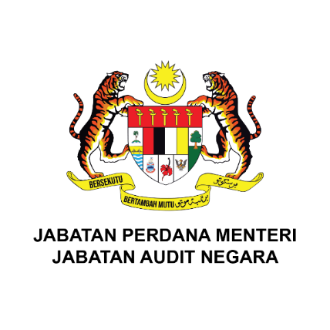 BERSEKUTU
BERTAMBAH MUTU
JABATAN PERDANA MENTERI
JABATAN AUDIT NEGARA